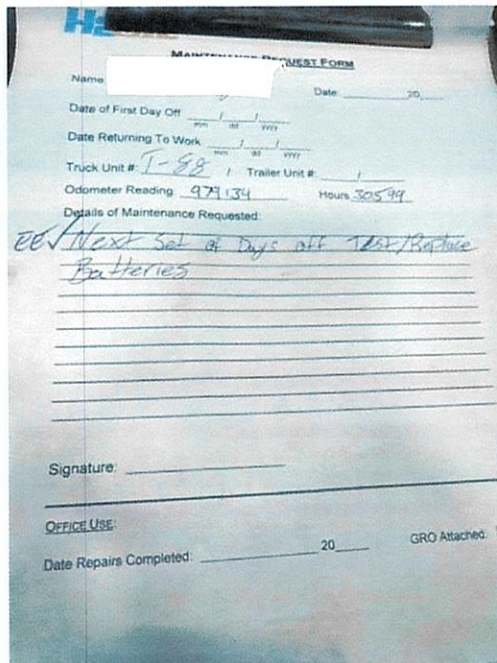 MAINTENANCE REQUEST FORM
Name
Date 20
Date of First Day Off / /
mm dd yyyy
Date Returning To Work / /
mm dd yyyy
Truck Unit #: T-88 / Trailer Unit #: /
Odometer Reading: 979134 Hours 30599
Details of Maintenance Requested:
EE ✓ Next Set of Days off Test/Replace
Batteries
Signature:
OFFICE USE:
Date Repairs Completed: 20 GRO Attached: